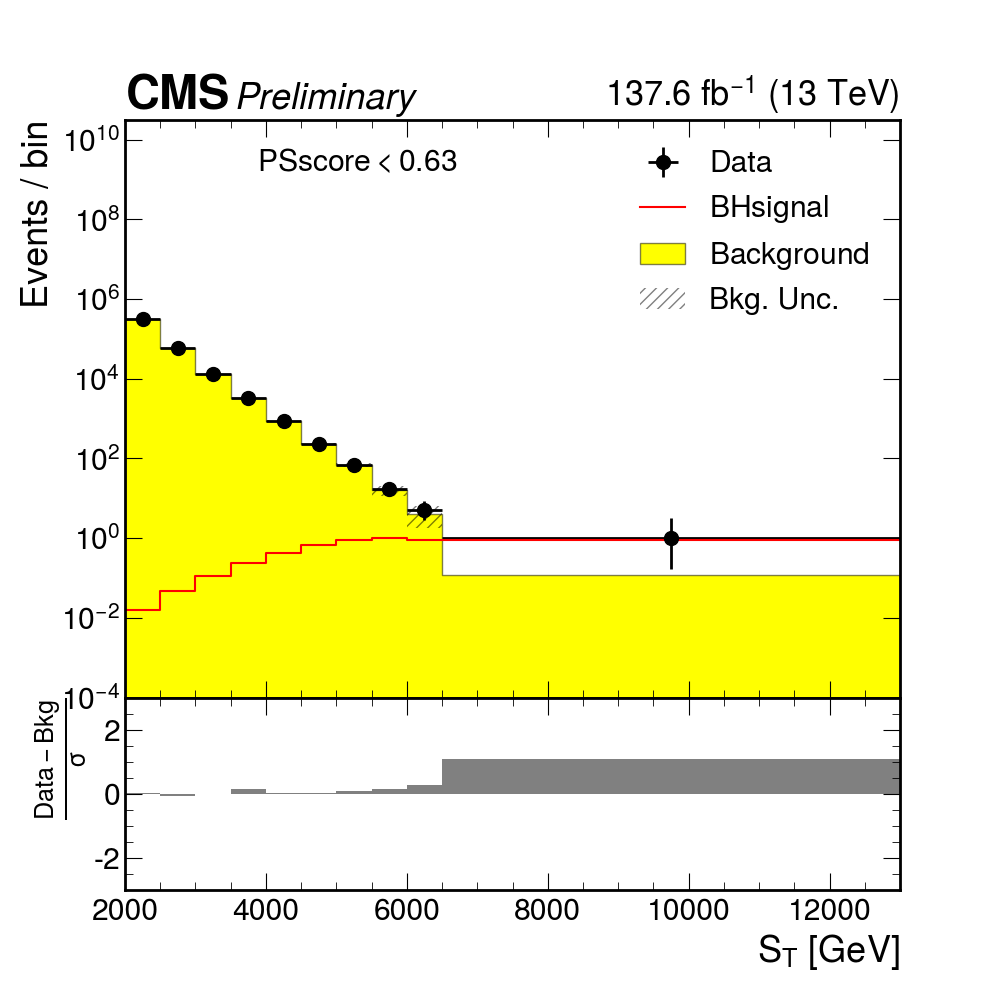 CMS Preliminary 137.6 fb⁻¹ (13 TeV)
Events / bin
PSscore < 0.63
Data
BHsignal
Background
Bkg. Unc.
10¹⁰
10⁸
10⁶
10⁴
10²
10⁰
10⁻²
10⁻⁴
Data – Bkg
σ
2
0
-2
2000 4000 6000 8000 10000 12000
S_T [GeV]